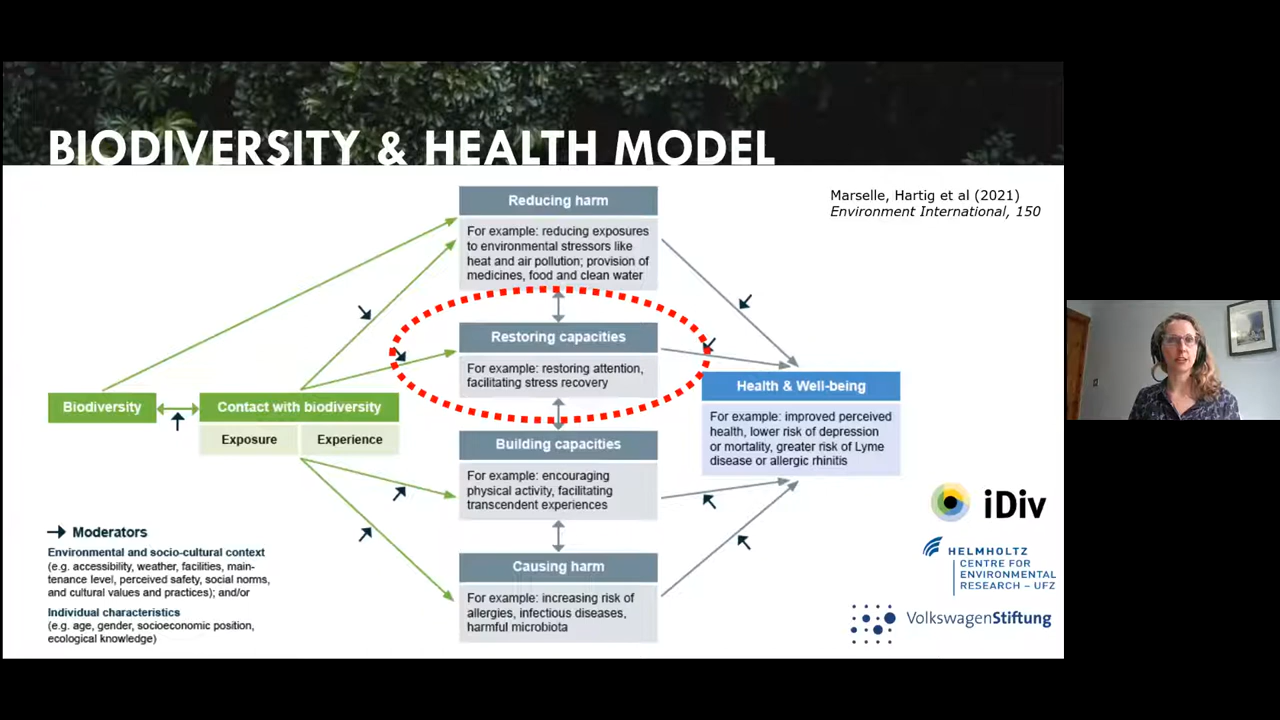 BIODIVERSITY & HEALTH MODEL
Marselle, Hartig et al (2021)
Environment International, 150
Reducing harm
For example: reducing exposures
to environmental stressors like
heat and air pollution; provision of
medicines, food and clean water
Restoring capacities
For example: restoring attention,
facilitating stress recovery
Biodiversity
Contact with biodiversity
Exposure
Experience
Health & Well-being
For example: improved perceived
health, lower risk of depression
or mortality, greater risk of Lyme
disease or allergic rhinitis
Building capacities
For example: encouraging
physical activity, facilitating
transcendent experiences
Causing harm
For example: increasing risk of
allergies, infectious diseases,
harmful microbiota
Moderators
Environmental and socio-cultural context
(e.g. accessibility, weather, facilities, main-
tenance level, perceived safety, social norms,
and cultural values and practices); and/or
Individual characteristics
(e.g. age, gender, socioeconomic position,
ecological knowledge)
iDiv
HELMHOLTZ
CENTRE FOR
ENVIRONMENTAL
RESEARCH – UFZ
VolkswagenStiftung